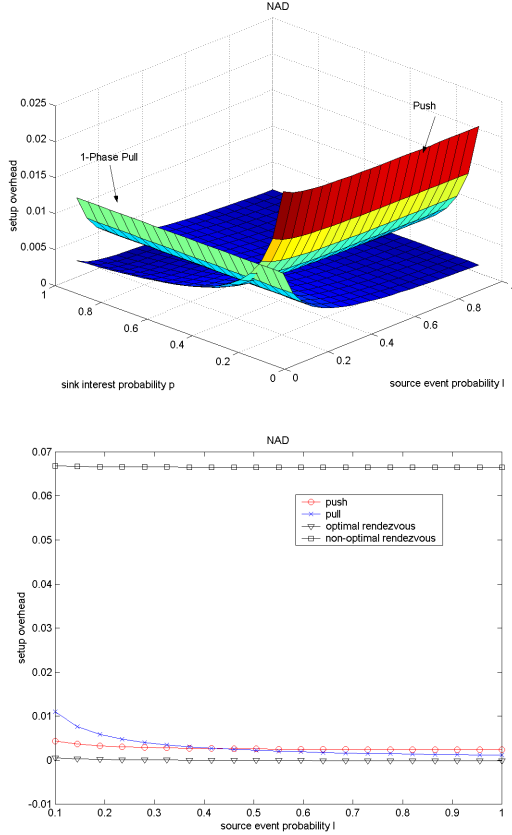 NAD
0.025
Push
0.02
1-Phase Pull
0.015
setup overhead
0.01
0.005
0
1
0.8
0.6
0.4
0.2
0
0
0.2
0.4
0.6
0.8
sink interest probability p
source event probability l
NAD
0.07
0.06
0.05
0.04
0.03
0.02
0.01
0
-0.01
setup overhead
push
pull
optimal rendezvous
non-optimal rendezvous
0.1
0.2
0.3
0.4
0.5
0.6
0.7
0.8
0.9
1
source event probability l